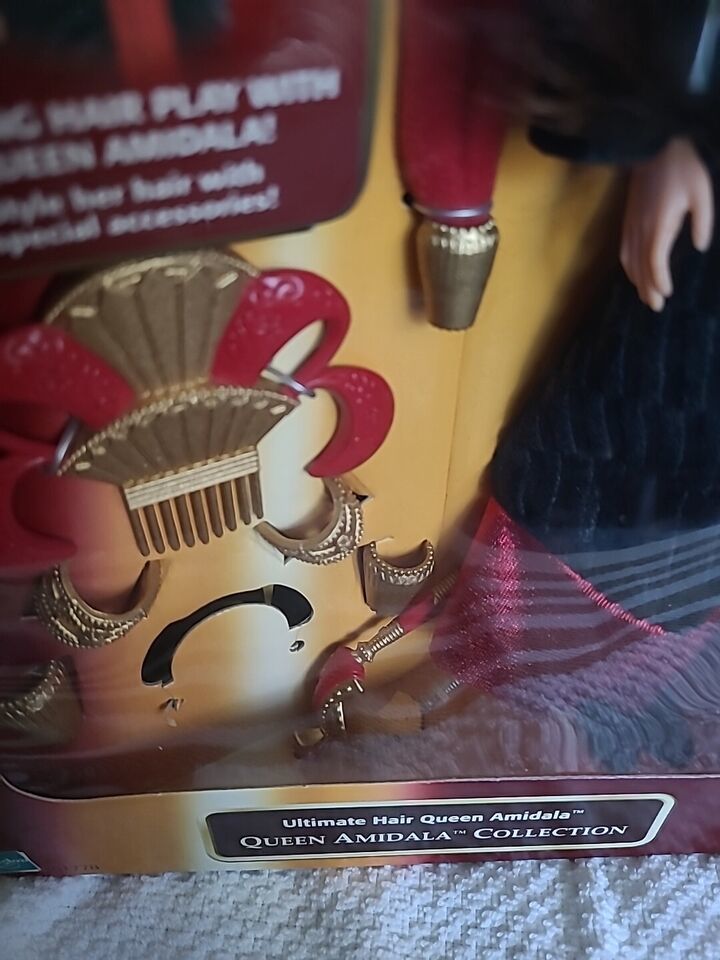 HAIR PLAY WITH
QUEEN AMIDALA!
Style her hair with
special accessories!
Ultimate Hair Queen Amidala™
QUEEN AMIDALA™ COLLECTION